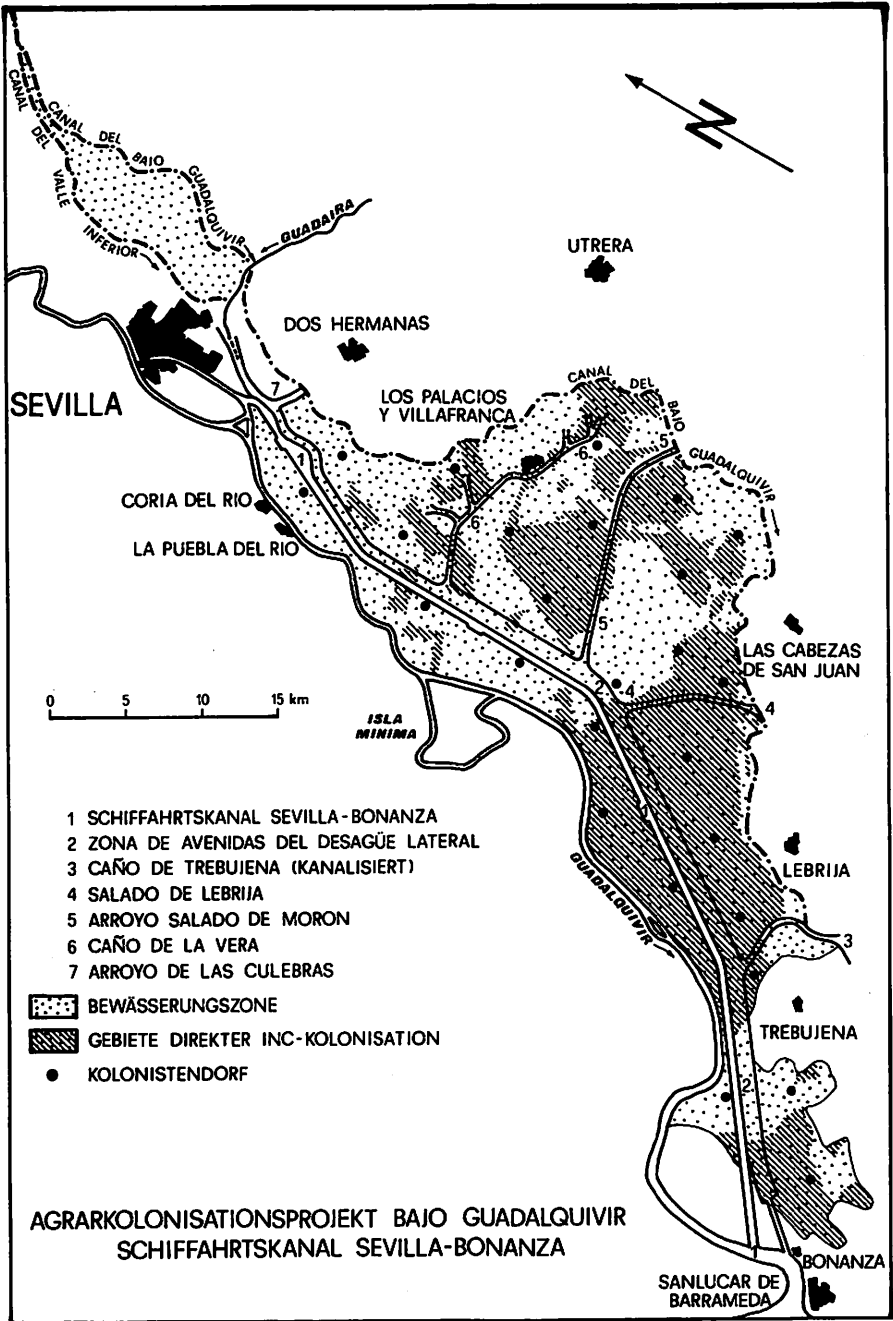 CANAL DEL BAJO GUADALQUIVIR
CANAL DEL VALLE INFERIOR
GUADAIRA
N
UTRERA
DOS HERMANAS
SEVILLA
7
LOS PALACIOS
Y VILLAFRANCA
CANAL DEL BAJO GUADALQUIVIR
5
6
1
6
CORIA DEL RIO
LA PUEBLA DEL RIO
5
LAS CABEZAS
DE SAN JUAN
2
4
4
0 5 10 15 km
ISLA
MINIMA
1 SCHIFFAHRTSKANAL SEVILLA-BONANZA
2 ZONA DE AVENIDAS DEL DESAGÜE LATERAL
3 CAÑO DE TREBUJENA (KANALISIERT)
4 SALADO DE LEBRIJA
5 ARROYO SALADO DE MORON
6 CAÑO DE LA VERA
7 ARROYO DE LAS CULEBRAS
BEWÄSSERUNGSZONE
GEBIETE DIREKTER INC-KOLONISATION
KOLONISTENDORF
1
LEBRIJA
GUADALQUIVIR
3
TREBUJENA
2
AGRARKOLONISATIONSPROJEKT BAJO GUADALQUIVIR
SCHIFFAHRTSKANAL SEVILLA-BONANZA
1
BONANZA
SANLUCAR DE
BARRAMEDA